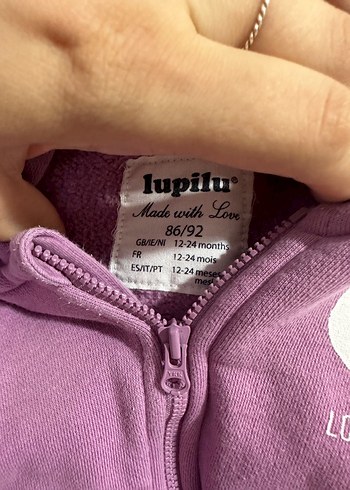 lupilu®
Made with Love
86/92
GB/IE/NI 12-24 months
FR 12-24 mois
ES/IT/PT 12-24 meses
LO